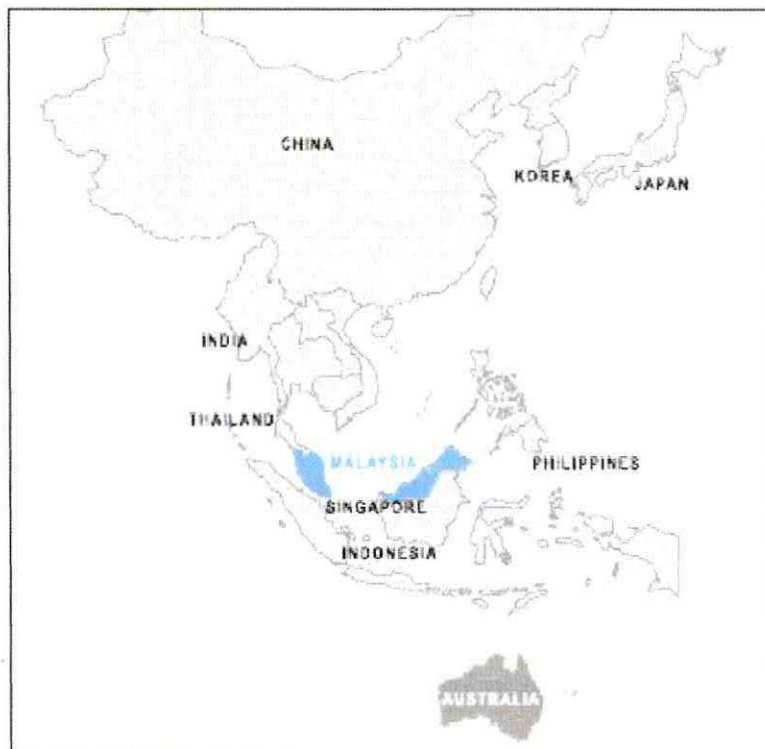 CHINA
KOREA
JAPAN
INDIA
THAILAND
MALAYSIA
PHILIPPINES
SINGAPORE
INDONESIA
AUSTRALIA